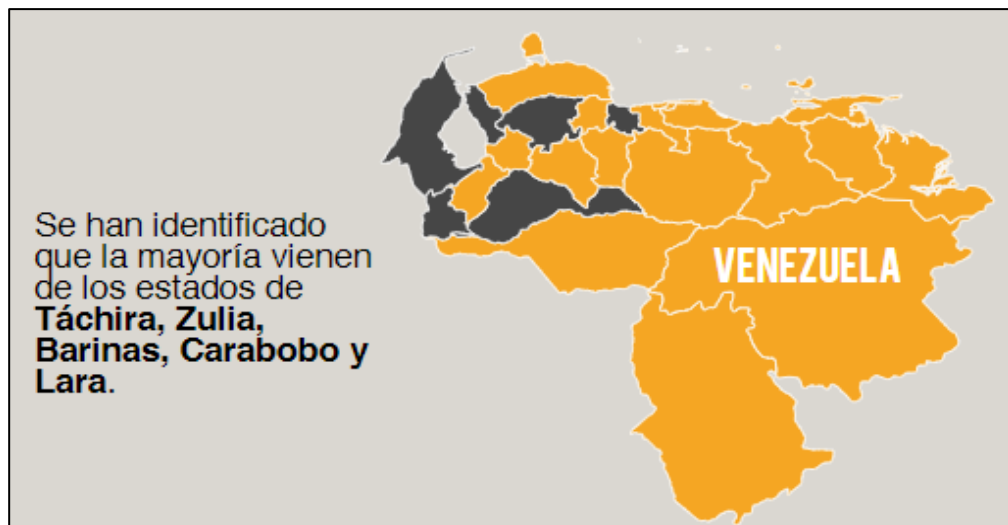 Se han identificado
que la mayoría vienen
de los estados de
Táchira, Zulia,
Barinas, Carabobo y
Lara.
VENEZUELA